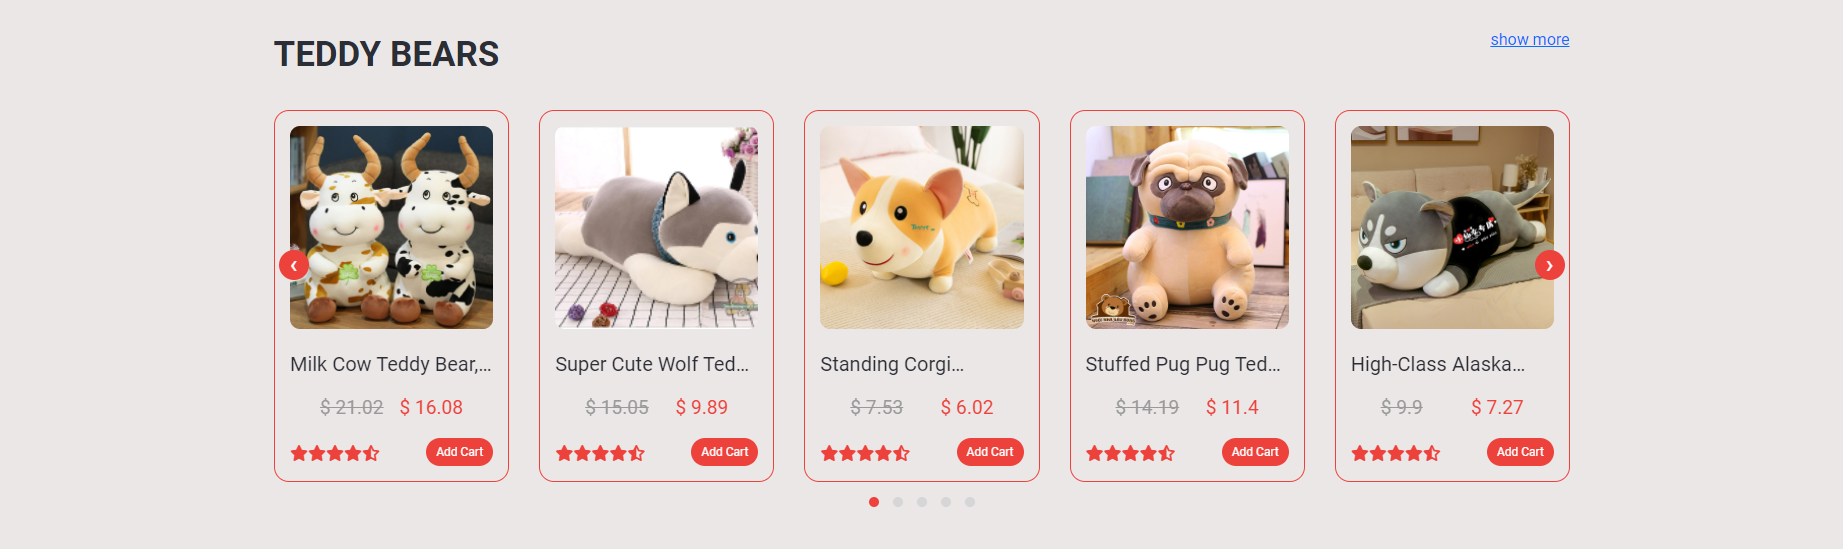 TEDDY BEARS
show more
Milk Cow Teddy Bear,...
$ 21.02 $ 16.08
Add Cart
Super Cute Wolf Ted...
$ 15.05 $ 9.89
Add Cart
Standing Corgi...
$ 7.53 $ 6.02
Add Cart
Stuffed Pug Pug Ted...
$ 14.19 $ 11.4
Add Cart
High-Class Alaska...
$ 9.9 $ 7.27
Add Cart